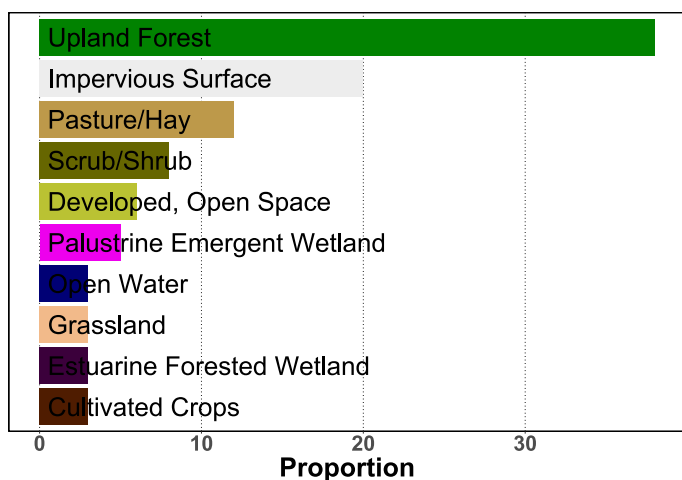 Upland Forest
Impervious Surface
Pasture/Hay
Scrub/Shrub
Developed, Open Space
Palustrine Emergent Wetland
Open Water
Grassland
Estuarine Forested Wetland
Cultivated Crops
0 10 20 30
Proportion